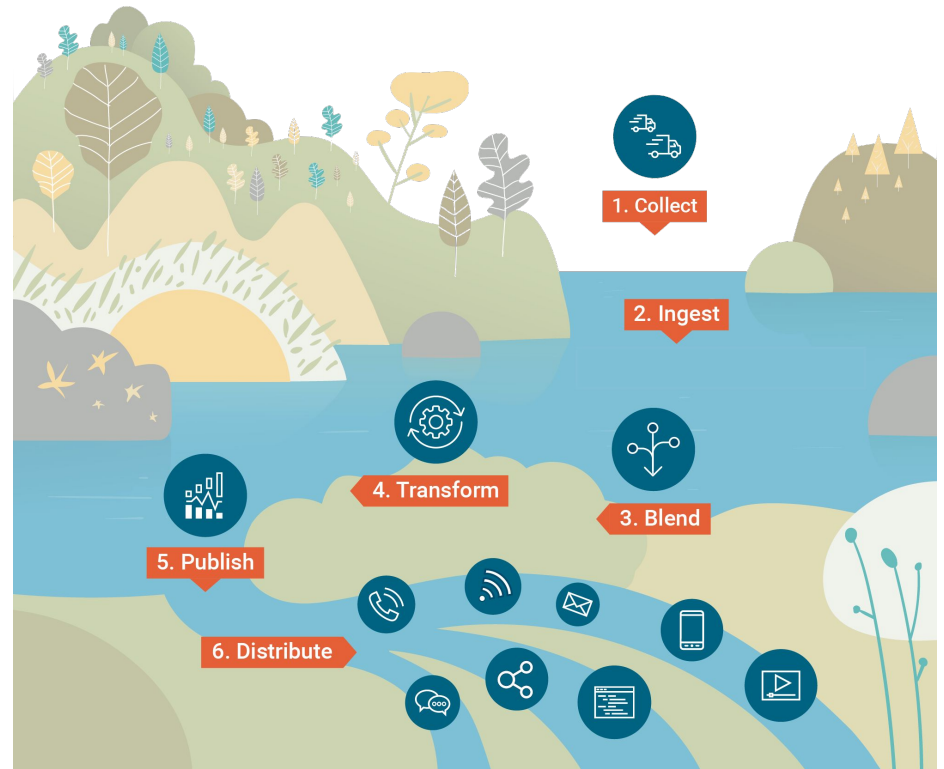 1. Collect
2. Ingest
3. Blend
4. Transform
5. Publish
6. Distribute